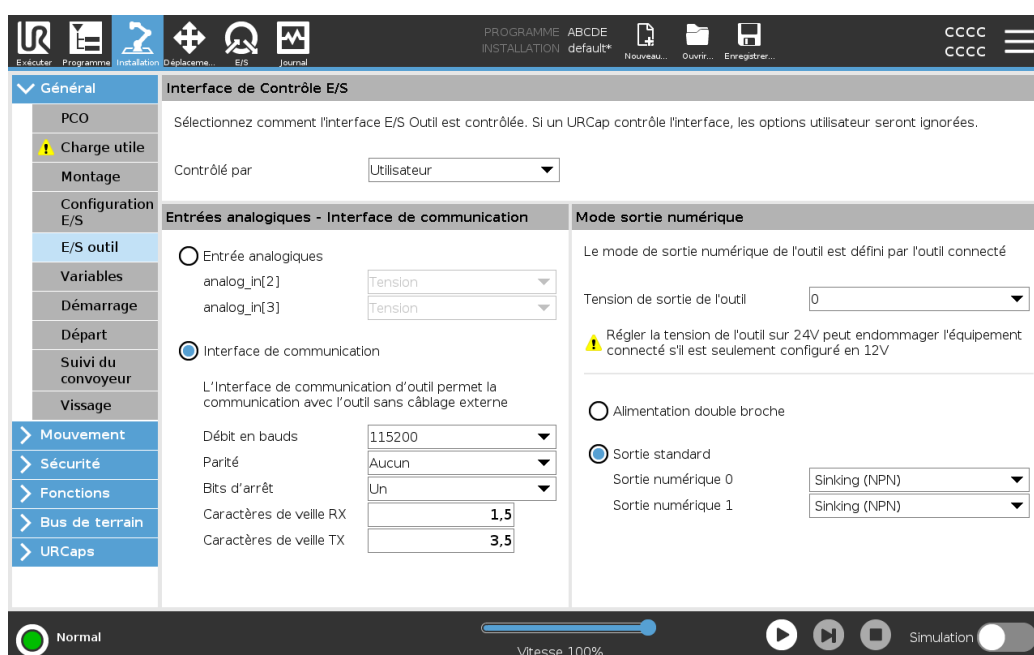 PROGRAMME ABCDE
INSTALLATION default*
CCCC
CCCC
Exécuter Programme Installation Déplaceme... E/S Journal
Nouveau... Ouvrir... Enregistrer...
Général
PCO
Charge utile
Montage
Configuration
E/S
E/S outil
Variables
Démarrage
Départ
Suivi du
convoyeur
Vissage
Mouvement
Sécurité
Fonctions
Bus de terrain
URCaps
Interface de Contrôle E/S
Sélectionnez comment l'interface E/S Outil est contrôlée. Si un URCap contrôle l'interface, les options utilisateur seront ignorées.
Contrôlé par Utilisateur
Entrées analogiques - Interface de communication
Entrée analogiques
analog_in[2] Tension
analog_in[3] Tension
Interface de communication
L'Interface de communication d'outil permet la
communication avec l'outil sans câblage externe
Débit en bauds 115200
Parité Aucun
Bits d'arrêt Un
Caractères de veille RX 1,5
Caractères de veille TX 3,5
Mode sortie numérique
Le mode de sortie numérique de l'outil est défini par l'outil connecté
Tension de sortie de l'outil 0
Régler la tension de l'outil sur 24V peut endommager l'équipement
connecté s'il est seulement configuré en 12V
Alimentation double broche
Sortie standard
Sortie numérique 0 Sinking (NPN)
Sortie numérique 1 Sinking (NPN)
Normal
Vitesse 100%
Simulation